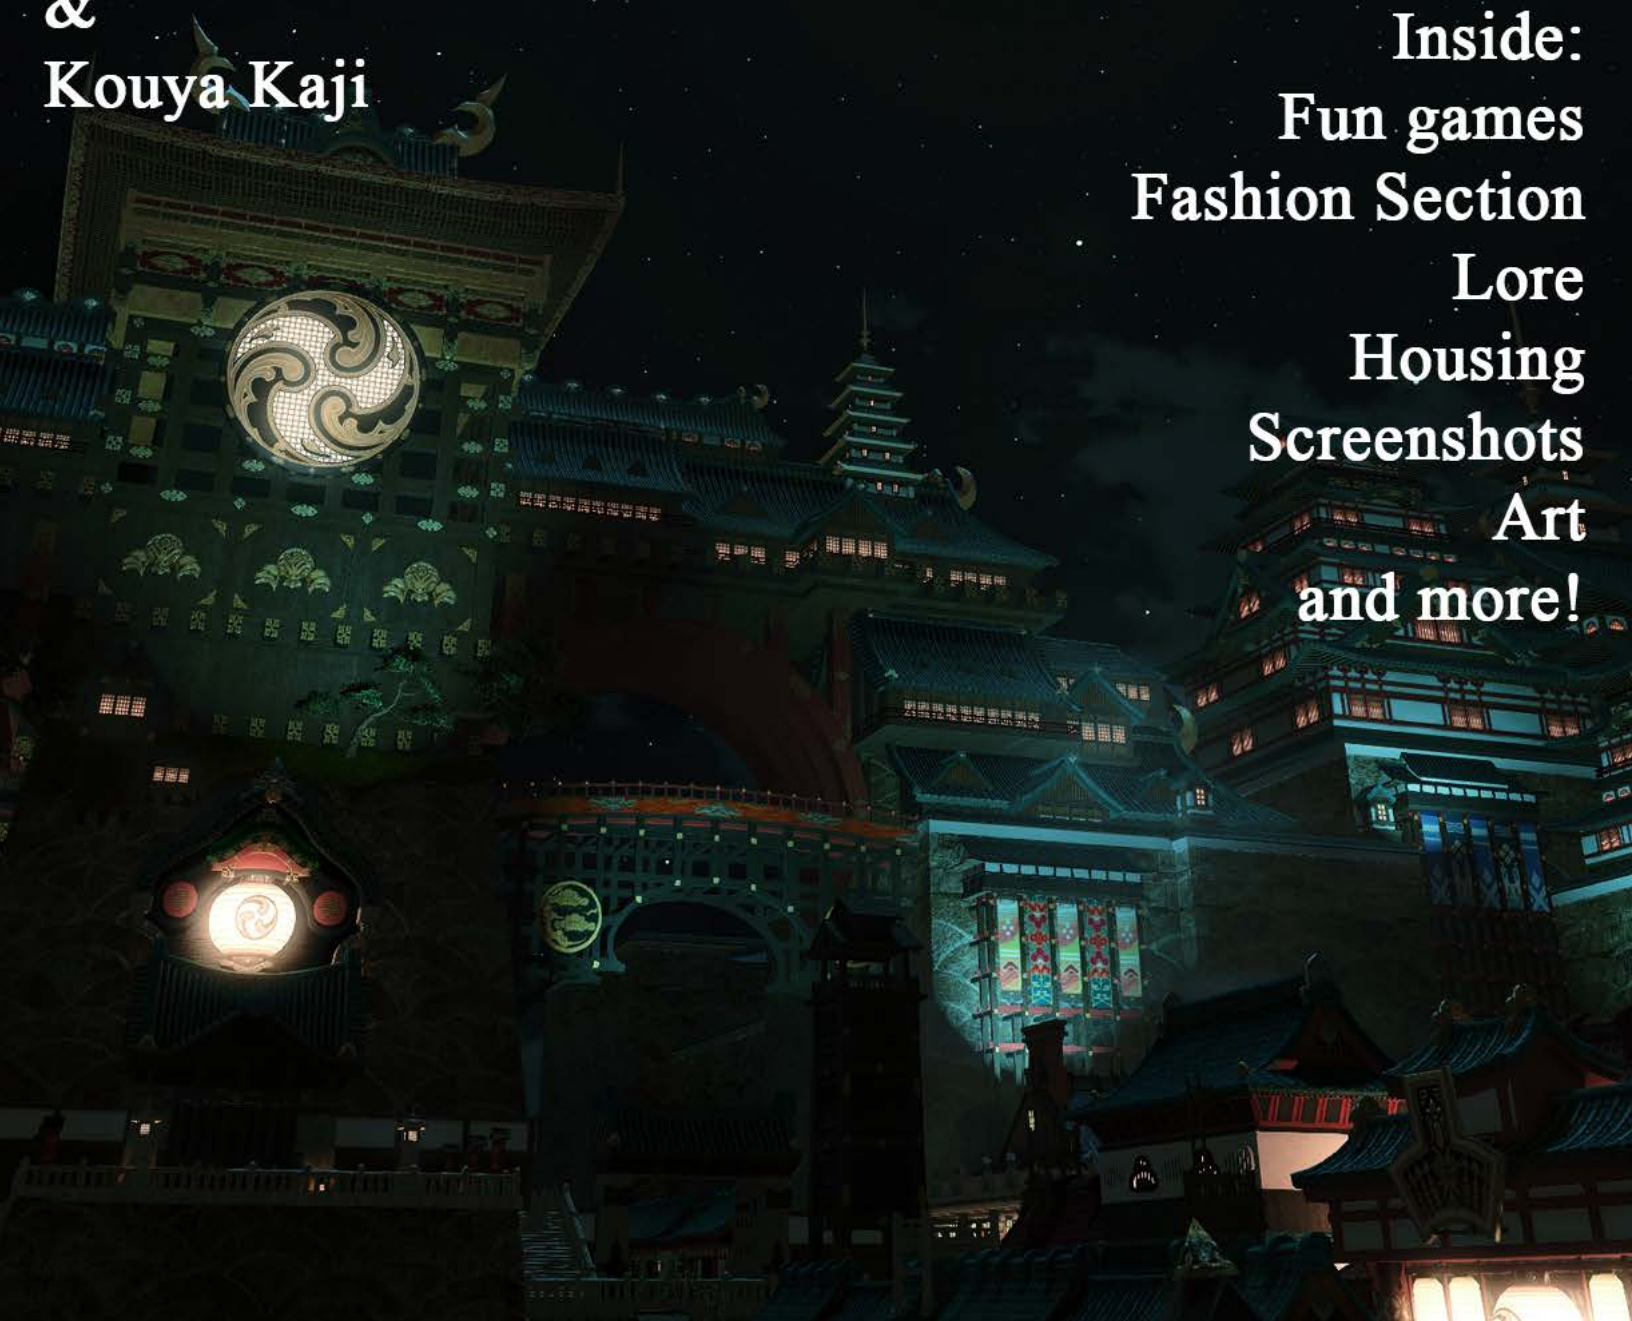 &
Kouya Kaji
Inside:
Fun games
Fashion Section
Lore
Housing
Screenshots
Art
and more!